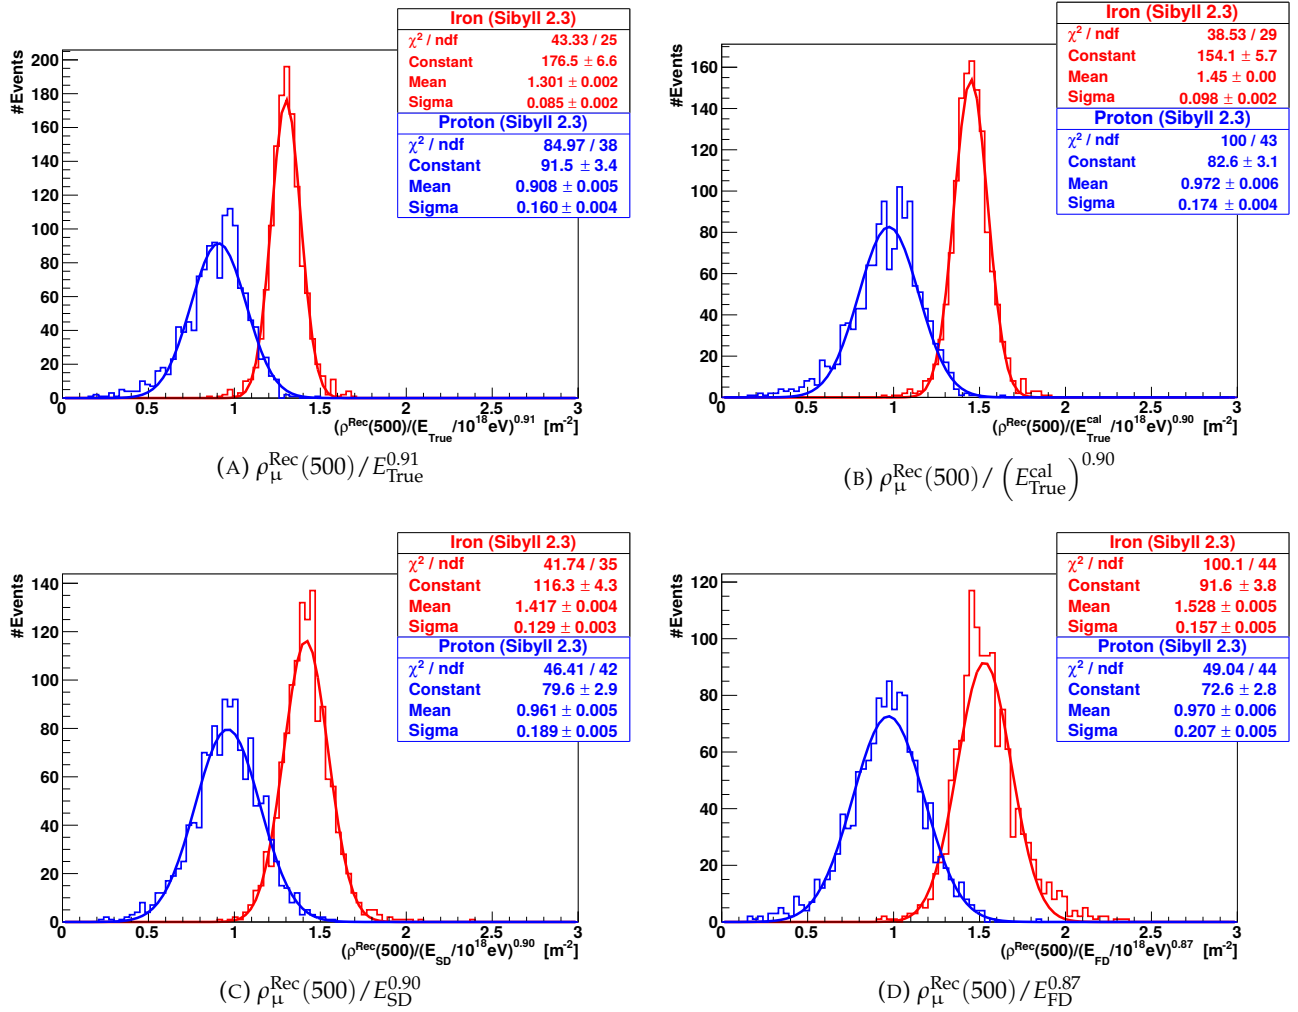 Iron (Sibyll 2.3)
χ² / ndf 43.33 / 25
Constant 176.5 ± 6.6
Mean 1.301 ± 0.002
Sigma 0.085 ± 0.002
Proton (Sibyll 2.3)
χ² / ndf 84.97 / 38
Constant 91.5 ± 3.4
Mean 0.908 ± 0.005
Sigma 0.160 ± 0.004
#Events
200
180
160
140
120
100
80
60
40
20
0
0 0.5 1 1.5 2 2.5 3
(ρ^Rec(500)/(E_True/10^18eV)^0.91 [m^-2]
(A) ρ_μ^Rec(500)/E_True^0.91
Iron (Sibyll 2.3)
χ² / ndf 38.53 / 29
Constant 154.1 ± 5.7
Mean 1.45 ± 0.00
Sigma 0.098 ± 0.002
Proton (Sibyll 2.3)
χ² / ndf 100 / 43
Constant 82.6 ± 3.1
Mean 0.972 ± 0.006
Sigma 0.174 ± 0.004
#Events
160
140
120
100
80
60
40
20
0
0 0.5 1 1.5 2 2.5 3
(ρ^Rec(500)/(E_True^cal/10^18eV)^0.90 [m^-2]
(B) ρ_μ^Rec(500)/ (E_True^cal)^0.90
Iron (Sibyll 2.3)
χ² / ndf 41.74 / 35
Constant 116.3 ± 4.3
Mean 1.417 ± 0.004
Sigma 0.129 ± 0.003
Proton (Sibyll 2.3)
χ² / ndf 46.41 / 42
Constant 79.6 ± 2.9
Mean 0.961 ± 0.005
Sigma 0.189 ± 0.005
#Events
140
120
100
80
60
40
20
0
0 0.5 1 1.5 2 2.5 3
(ρ^Rec(500)/(E_SD/10^18eV)^0.90 [m^-2]
(C) ρ_μ^Rec(500)/E_SD^0.90
Iron (Sibyll 2.3)
χ² / ndf 100.1 / 44
Constant 91.6 ± 3.8
Mean 1.528 ± 0.005
Sigma 0.157 ± 0.005
Proton (Sibyll 2.3)
χ² / ndf 49.04 / 44
Constant 72.6 ± 2.8
Mean 0.970 ± 0.006
Sigma 0.207 ± 0.005
#Events
120
100
80
60
40
20
0
0 0.5 1 1.5 2 2.5 3
(ρ^Rec(500)/(E_FD/10^18eV)^0.87 [m^-2]
(D) ρ_μ^Rec(500)/E_FD^0.87